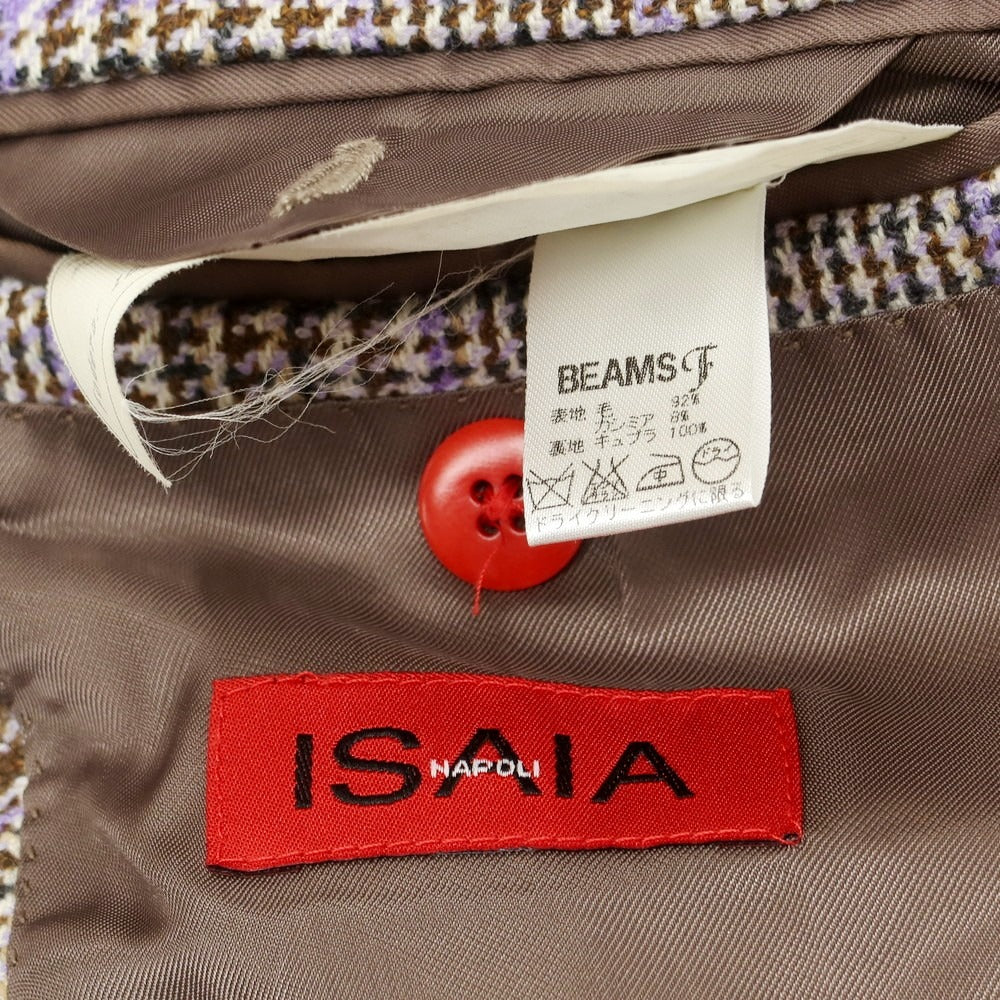 BEAMS F
表地 毛 92%
カシミア 8%
裏地 キュプラ 100%
中 ドライ
ドライクリーニングに限る
ISAIA
NAPOLI